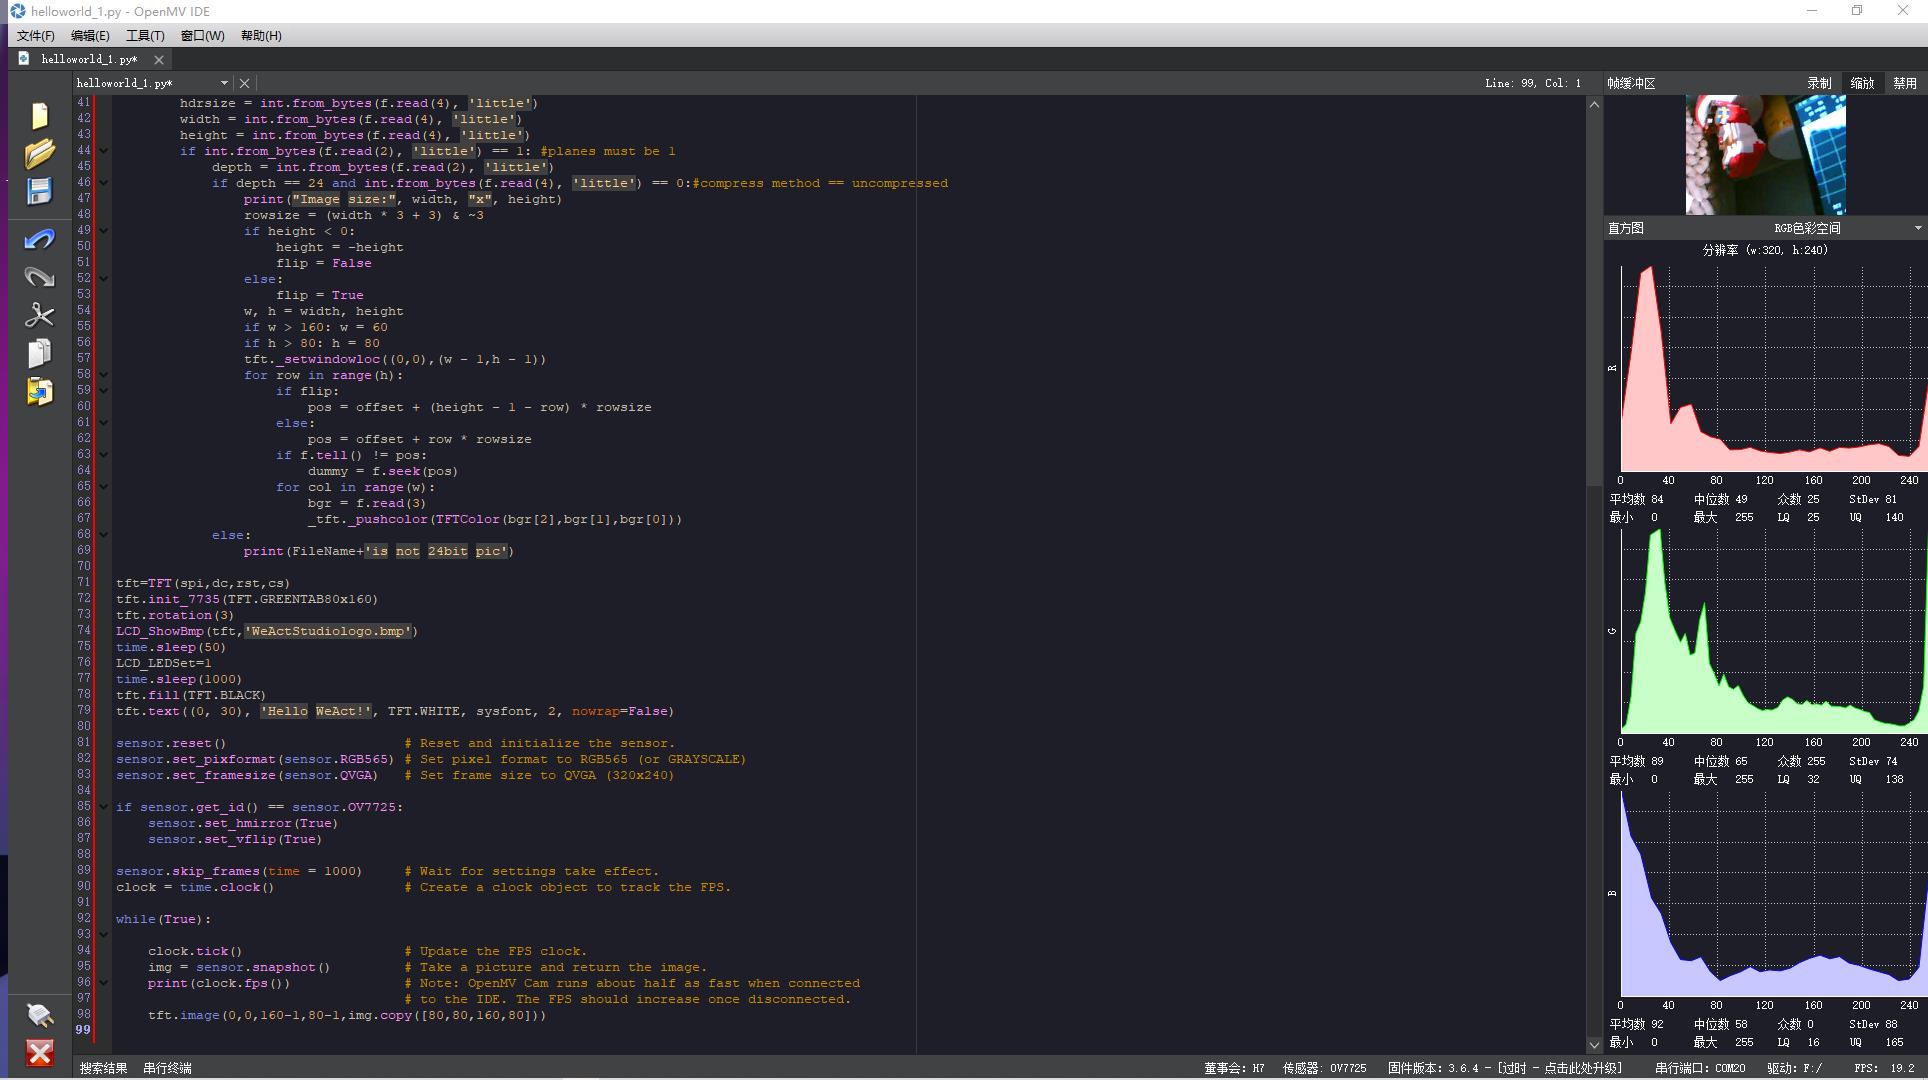 helloworld_1.py - OpenMV IDE
文件(F) 编辑(E) 工具(T) 窗口(W) 帮助(H)
helloworld_1.py*
helloworld_1.py* Line: 99, Col: 1 帧缓冲区 录制 缩放 禁用
41 hdrsize = int.from_bytes(f.read(4), 'little')
42 width = int.from_bytes(f.read(4), 'little')
43 height = int.from_bytes(f.read(4), 'little')
44 if int.from_bytes(f.read(2), 'little') == 1: #planes must be 1
45 depth = int.from_bytes(f.read(2), 'little')
46 if depth == 24 and int.from_bytes(f.read(4), 'little') == 0:#compress method == uncompressed
47 print("Image size:", width, "x", height)
48 rowsize = (width * 3 + 3) & ~3
49 if height < 0:
50 height = -height
51 flip = False
52 else:
53 flip = True
54 w, h = width, height
55 if w > 160: w = 60
56 if h > 80: h = 80
57 tft._setwindowloc((0,0),(w - 1,h - 1))
58 for row in range(h):
59 if flip:
60 pos = offset + (height - 1 - row) * rowsize
61 else:
62 pos = offset + row * rowsize
63 if f.tell() != pos:
64 dummy = f.seek(pos)
65 for col in range(w):
66 bgr = f.read(3)
67 _tft._pushcolor(TFTColor(bgr[2],bgr[1],bgr[0]))
68 else:
69 print(FileName+'is not 24bit pic')
70
71 tft=TFT(spi,dc,rst,cs)
72 tft.init_7735(TFT.GREENTAB80x160)
73 tft.rotation(3)
74 LCD_ShowBmp(tft,'WeActStudiologo.bmp')
75 time.sleep(50)
76 LCD_LEDSet=1
77 time.sleep(1000)
78 tft.fill(TFT.BLACK)
79 tft.text((0, 30), 'Hello WeAct!', TFT.WHITE, sysfont, 2, nowrap=False)
80
81 sensor.reset() # Reset and initialize the sensor.
82 sensor.set_pixformat(sensor.RGB565) # Set pixel format to RGB565 (or GRAYSCALE)
83 sensor.set_framesize(sensor.QVGA) # Set frame size to QVGA (320x240)
84
85 if sensor.get_id() == sensor.OV7725:
86 sensor.set_hmirror(True)
87 sensor.set_vflip(True)
88
89 sensor.skip_frames(time = 1000) # Wait for settings take effect.
90 clock = time.clock() # Create a clock object to track the FPS.
91
92 while(True):
93
94 clock.tick() # Update the FPS clock.
95 img = sensor.snapshot() # Take a picture and return the image.
96 print(clock.fps()) # Note: OpenMV Cam runs about half as fast when connected
97 # to the IDE. The FPS should increase once disconnected.
98 tft.image(0,0,160-1,80-1,img.copy([80,80,160,80]))
99
直方图 RGB色彩空间
分辨率 (w:320, h:240)
R
0 40 80 120 160 200 240
平均数 84 中位数 49 众数 25 StDev 81
最小 0 最大 255 LQ 25 UQ 140
G
0 40 80 120 160 200 240
平均数 89 中位数 65 众数 255 StDev 74
最小 0 最大 255 LQ 32 UQ 138
B
0 40 80 120 160 200 240
平均数 92 中位数 58 众数 0 StDev 88
最小 0 最大 255 LQ 16 UQ 165
搜索结果 串行终端 董事会: H7 传感器: OV7725 固件版本: 3.6.4 - [过时 - 点击此处升级] 串行端口: COM20 驱动: F:/ FPS: 19.2